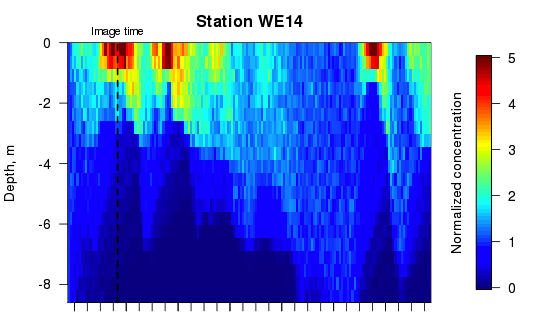 Station WE14
Image time
Depth, m
0
-2
-4
-6
-8
Normalized concentration
5
4
3
2
1
0